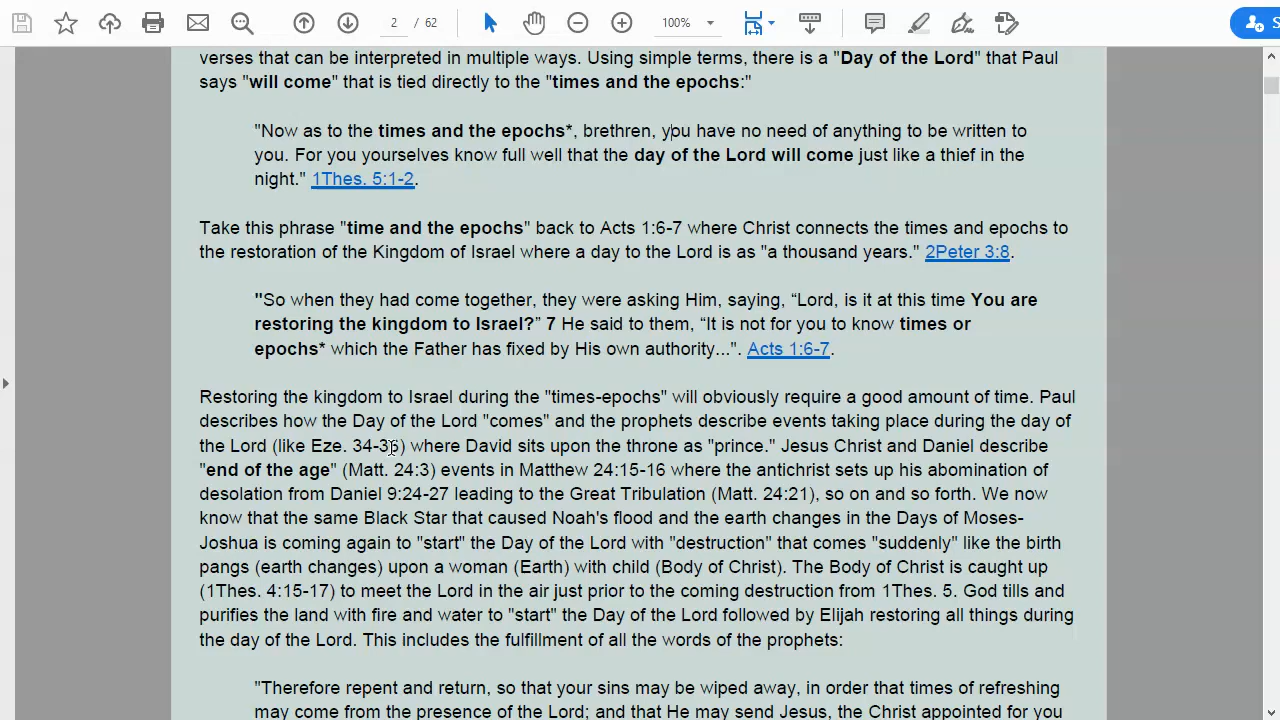 2 / 62
100%
S
verses that can be interpreted in multiple ways. Using simple terms, there is a "Day of the Lord" that Paul
says "will come" that is tied directly to the "times and the epochs:"
"Now as to the times and the epochs*, brethren, you have no need of anything to be written to
you. For you yourselves know full well that the day of the Lord will come just like a thief in the
night." 1Thes. 5:1-2.
Take this phrase "time and the epochs" back to Acts 1:6-7 where Christ connects the times and epochs to
the restoration of the Kingdom of Israel where a day to the Lord is as "a thousand years." 2Peter 3:8.
"So when they had come together, they were asking Him, saying, “Lord, is it at this time You are
restoring the kingdom to Israel?” 7 He said to them, “It is not for you to know times or
epochs* which the Father has fixed by His own authority...". Acts 1:6-7.
Restoring the kingdom to Israel during the "times-epochs" will obviously require a good amount of time. Paul
describes how the Day of the Lord "comes" and the prophets describe events taking place during the day of
the Lord (like Eze. 34-36) where David sits upon the throne as "prince." Jesus Christ and Daniel describe
"end of the age" (Matt. 24:3) events in Matthew 24:15-16 where the antichrist sets up his abomination of
desolation from Daniel 9:24-27 leading to the Great Tribulation (Matt. 24:21), so on and so forth. We now
know that the same Black Star that caused Noah's flood and the earth changes in the Days of Moses-
Joshua is coming again to "start" the Day of the Lord with "destruction" that comes "suddenly" like the birth
pangs (earth changes) upon a woman (Earth) with child (Body of Christ). The Body of Christ is caught up
(1Thes. 4:15-17) to meet the Lord in the air just prior to the coming destruction from 1Thes. 5. God tills and
purifies the land with fire and water to "start" the Day of the Lord followed by Elijah restoring all things during
the day of the Lord. This includes the fulfillment of all the words of the prophets:
"Therefore repent and return, so that your sins may be wiped away, in order that times of refreshing
may come from the presence of the Lord; and that He may send Jesus, the Christ appointed for you